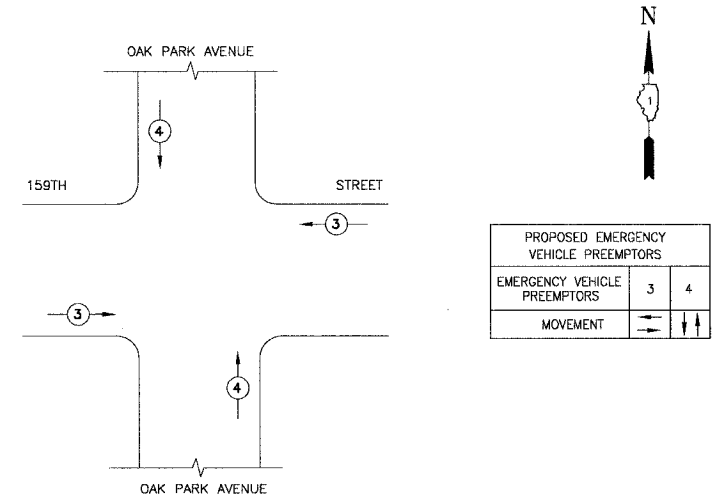 N
OAK PARK AVENUE
1
4
159TH STREET
3
PROPOSED EMERGENCY
VEHICLE PREEMPTORS
EMERGENCY VEHICLE
PREEMPTORS
3 4
MOVEMENT
3
4
OAK PARK AVENUE